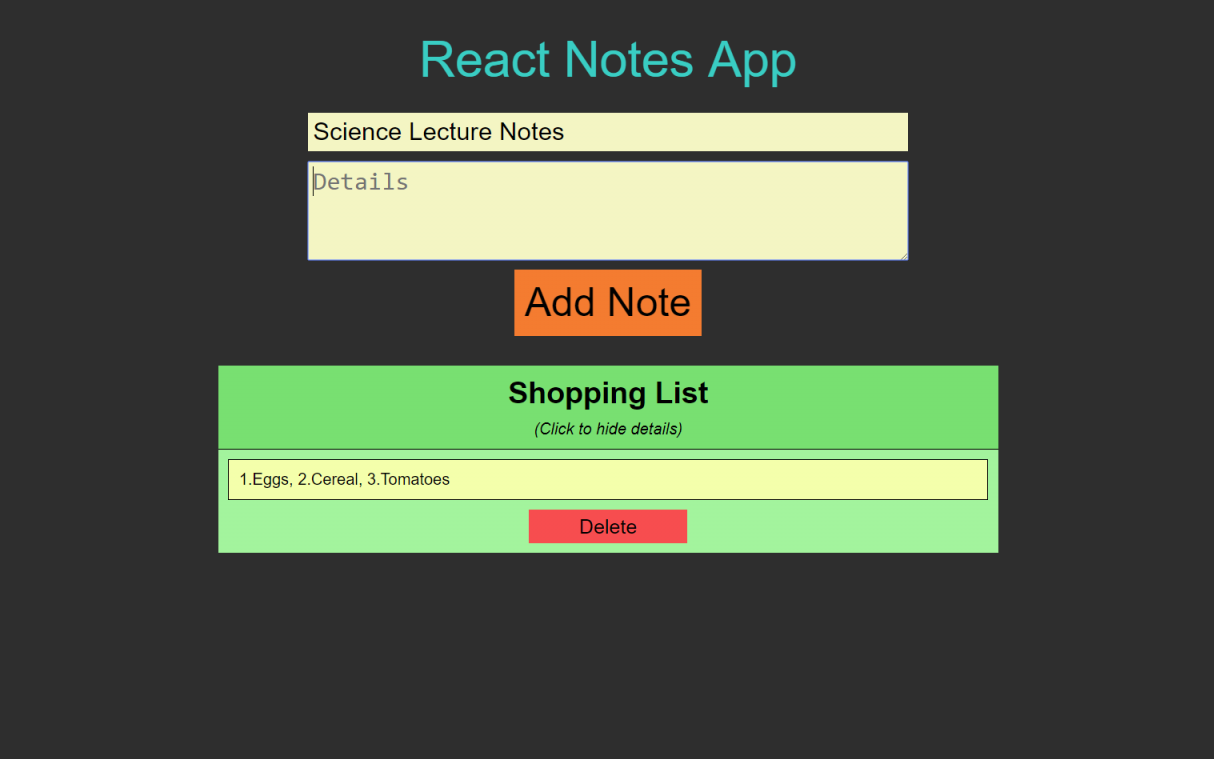 React Notes App
Science Lecture Notes
Details
Add Note
Shopping List
(Click to hide details)
1.Eggs, 2.Cereal, 3.Tomatoes
Delete